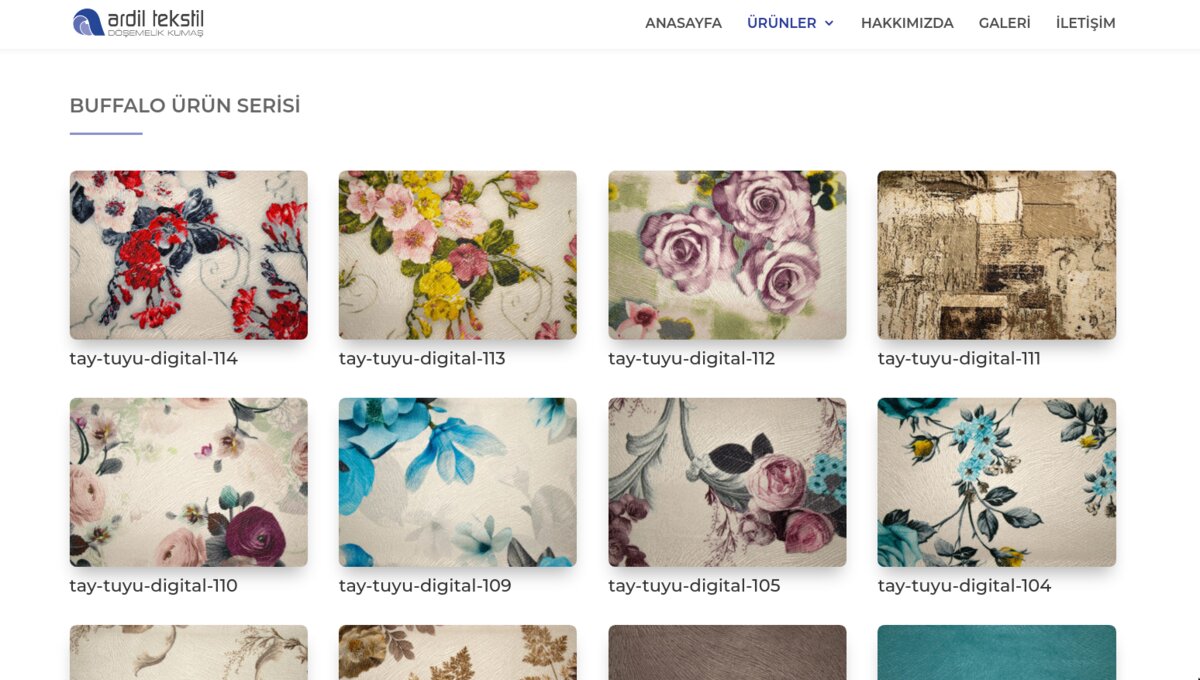 ardıl tekstil
DÖŞEMELİK KUMAŞ
ANASAYFA ÜRÜNLER HAKKIMIZDA GALERİ İLETİŞİM
BUFFALO ÜRÜN SERİSİ
tay-tuyu-digital-114 tay-tuyu-digital-113 tay-tuyu-digital-112 tay-tuyu-digital-111
tay-tuyu-digital-110 tay-tuyu-digital-109 tay-tuyu-digital-105 tay-tuyu-digital-104